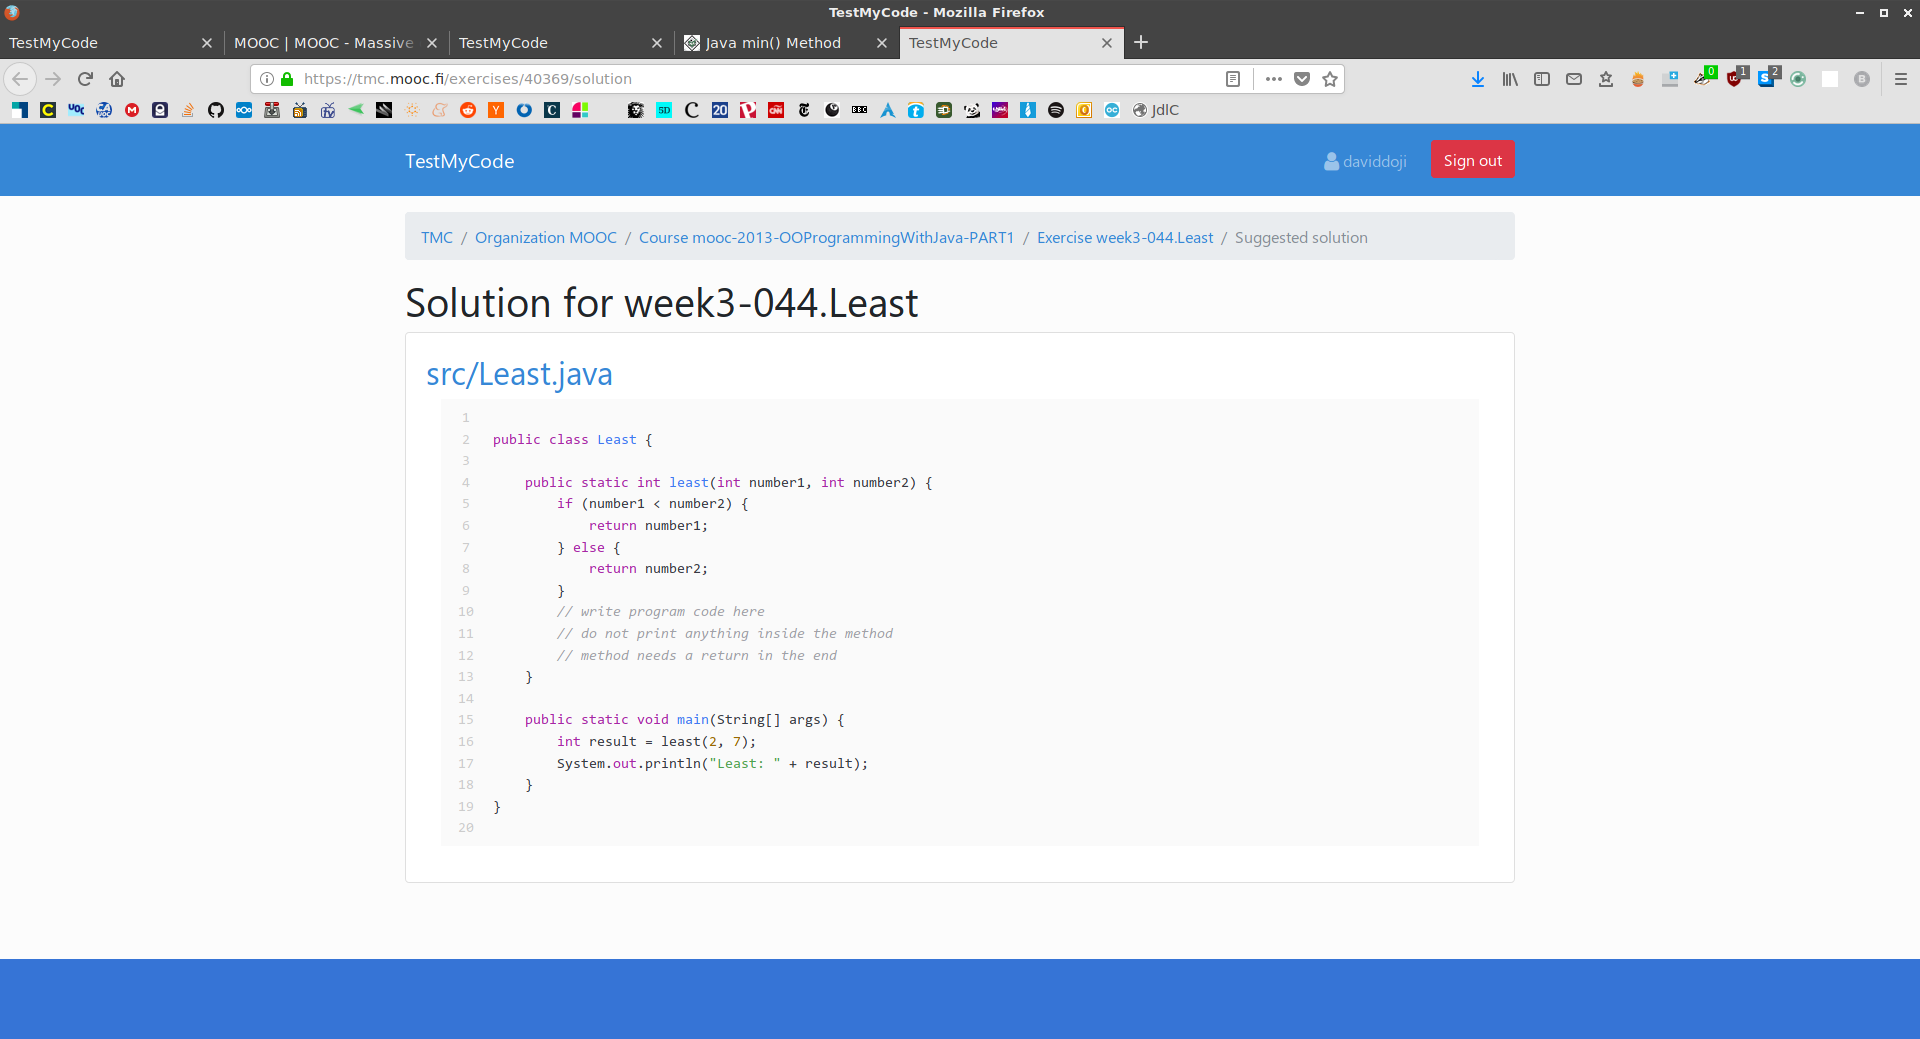 TestMyCode - Mozilla Firefox
TestMyCode
MOOC | MOOC - Massive
TestMyCode
Java min() Method
TestMyCode
https://tmc.mooc.fi/exercises/40369/solution
0
1
2
JdlC
TestMyCode
daviddoji
Sign out
TMC / Organization MOOC / Course mooc-2013-OOProgrammingWithJava-PART1 / Exercise week3-044.Least / Suggested solution
Solution for week3-044.Least
src/Least.java
1
2 public class Least {
3
4     public static int least(int number1, int number2) {
5         if (number1 < number2) {
6             return number1;
7         } else {
8             return number2;
9         }
10         // write program code here
11         // do not print anything inside the method
12         // method needs a return in the end
13     }
14
15     public static void main(String[] args) {
16         int result = least(2, 7);
17         System.out.println("Least: " + result);
18     }
19 }
20